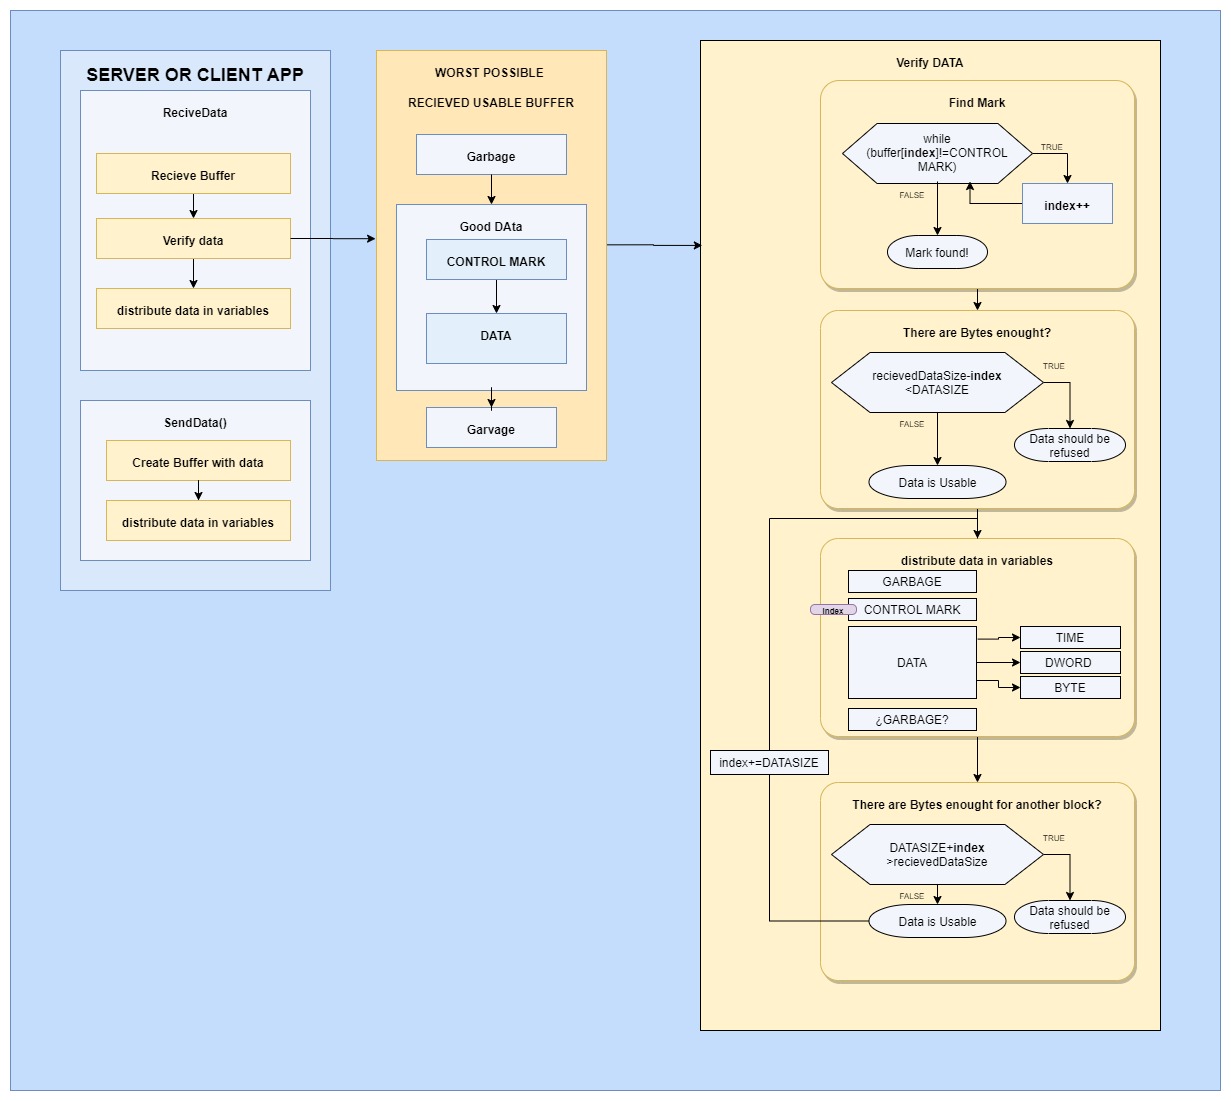 SERVER OR CLIENT APP
ReciveData
Recieve Buffer
Verify data
distribute data in variables
SendData()
Create Buffer with data
distribute data in variables
WORST POSSIBLE
RECIEVED USABLE BUFFER
Garbage
Good DAta
CONTROL MARK
DATA
Garvage
Verify DATA
Find Mark
while
(buffer[index]!=CONTROL
MARK)
TRUE
index++
FALSE
Mark found!
There are Bytes enought?
recievedDataSize-index
<DATASIZE
TRUE
Data should be
refused
FALSE
Data is Usable
distribute data in variables
GARBAGE
Index
CONTROL MARK
DATA
TIME
DWORD
BYTE
¿GARBAGE?
index+=DATASIZE
There are Bytes enought for another block?
DATASIZE+index
>recievedDataSize
TRUE
Data should be
refused
FALSE
Data is Usable